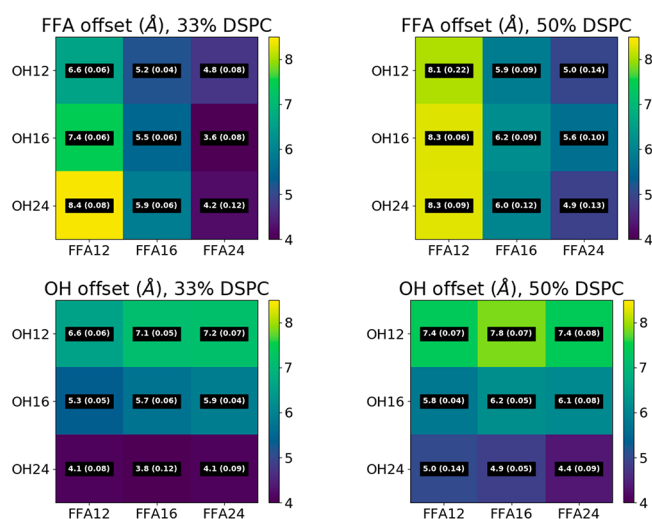 FFA offset (Å), 33% DSPC
OH12 6.6 (0.06) 5.2 (0.04) 4.8 (0.08)
OH16 7.4 (0.06) 5.5 (0.06) 3.6 (0.08)
OH24 8.4 (0.08) 5.9 (0.06) 4.2 (0.12)
FFA12 FFA16 FFA24
8
7
6
5
4
FFA offset (Å), 50% DSPC
OH12 8.1 (0.22) 5.9 (0.09) 5.0 (0.14)
OH16 8.3 (0.06) 6.2 (0.09) 5.6 (0.10)
OH24 8.3 (0.09) 6.0 (0.12) 4.9 (0.13)
FFA12 FFA16 FFA24
8
7
6
5
4
OH offset (Å), 33% DSPC
OH12 6.6 (0.06) 7.1 (0.05) 7.2 (0.07)
OH16 5.3 (0.05) 5.7 (0.06) 5.9 (0.04)
OH24 4.1 (0.08) 3.8 (0.12) 4.1 (0.09)
FFA12 FFA16 FFA24
8
7
6
5
4
OH offset (Å), 50% DSPC
OH12 7.4 (0.07) 7.8 (0.07) 7.4 (0.08)
OH16 5.8 (0.04) 6.2 (0.05) 6.1 (0.08)
OH24 5.0 (0.14) 4.9 (0.05) 4.4 (0.09)
FFA12 FFA16 FFA24
8
7
6
5
4